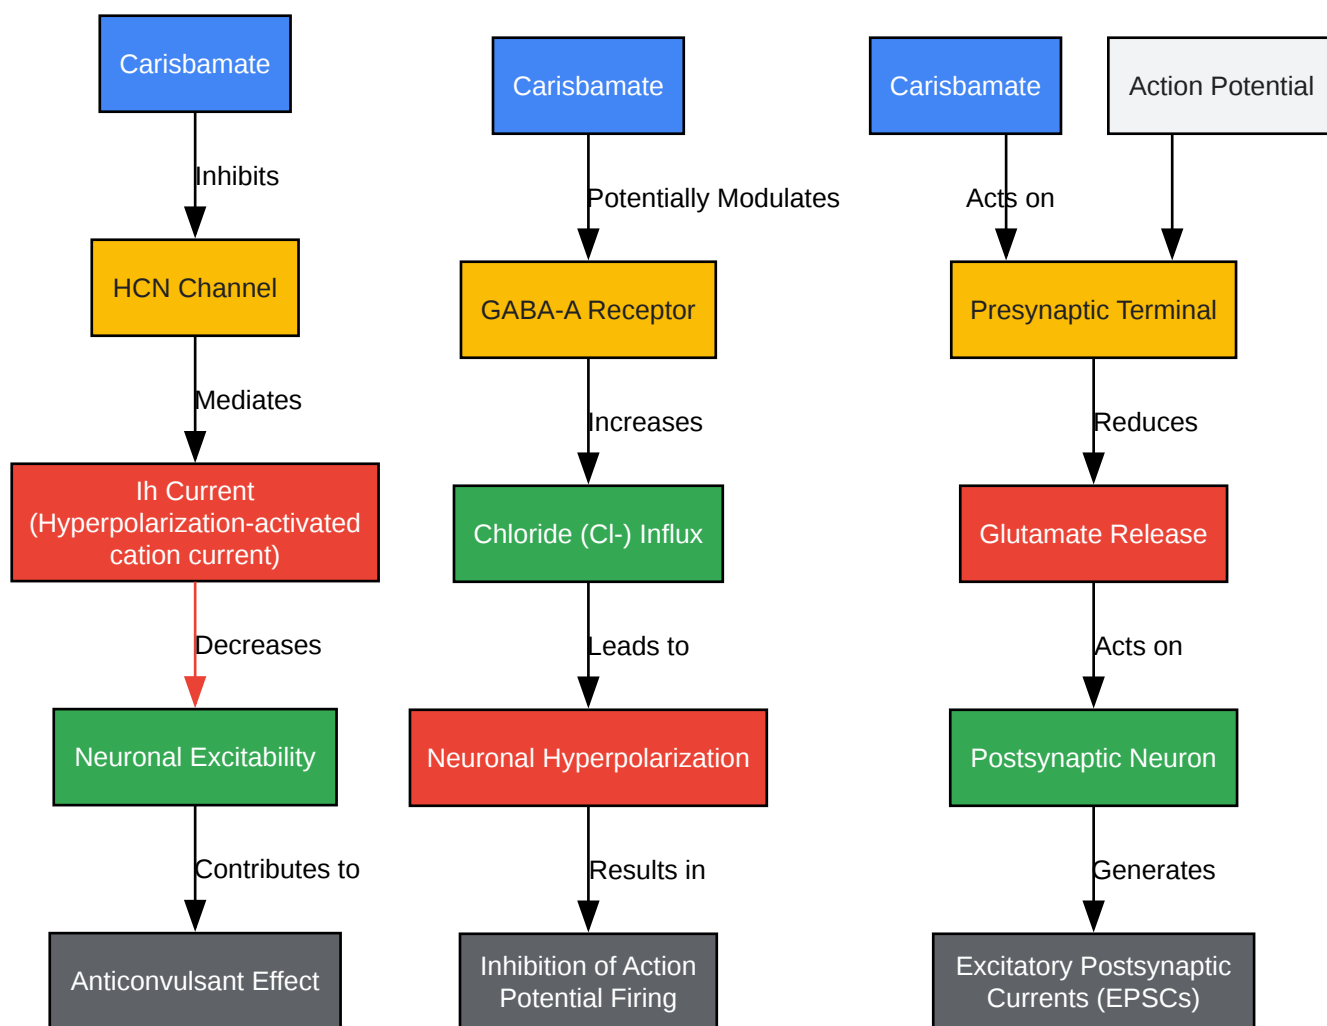 Carisbamate
Inhibits
HCN Channel
Mediates
Ih Current
(Hyperpolarization-activated
cation current)
Decreases
Neuronal Excitability
Contributes to
Anticonvulsant Effect
Carisbamate
Potentially Modulates
GABA-A Receptor
Increases
Chloride (Cl-) Influx
Leads to
Neuronal Hyperpolarization
Results in
Inhibition of Action
Potential Firing
Carisbamate
Action Potential
Acts on
Presynaptic Terminal
Reduces
Glutamate Release
Acts on
Postsynaptic Neuron
Generates
Excitatory Postsynaptic
Currents (EPSCs)